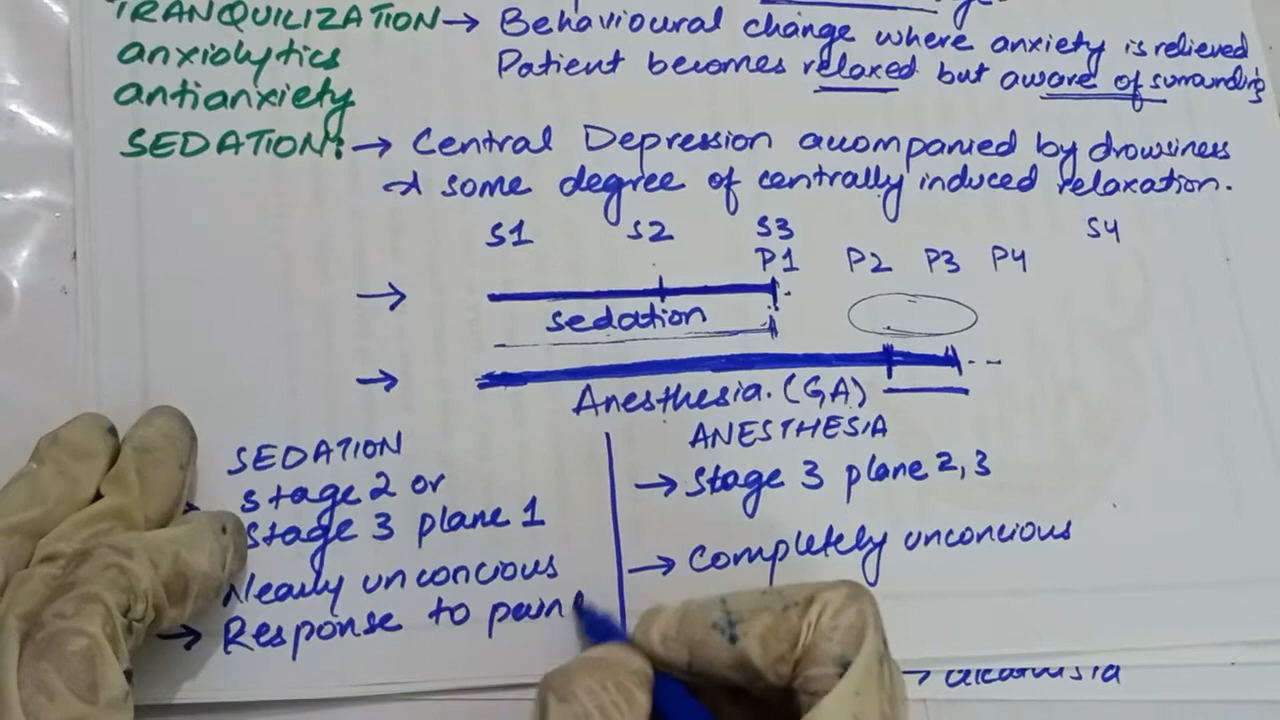 TRANQUILIZATION → Behavioural change where anxiety is relieved
anxiolytics Patient becomes relaxed but aware of surrounding
antianxiety
SEDATION: → Central Depression accompanied by drowsiness
→ some degree of centrally induced relaxation.
S1 S2 S3 S4
P1 P2 P3 P4
→ sedation
→ Anesthesia. (GA)
SEDATION ANESTHESIA
stage 2 or → stage 3 plane 2,3
stage 3 plane 1
Nearly unconcious → completely unconcious
→ Response to pain